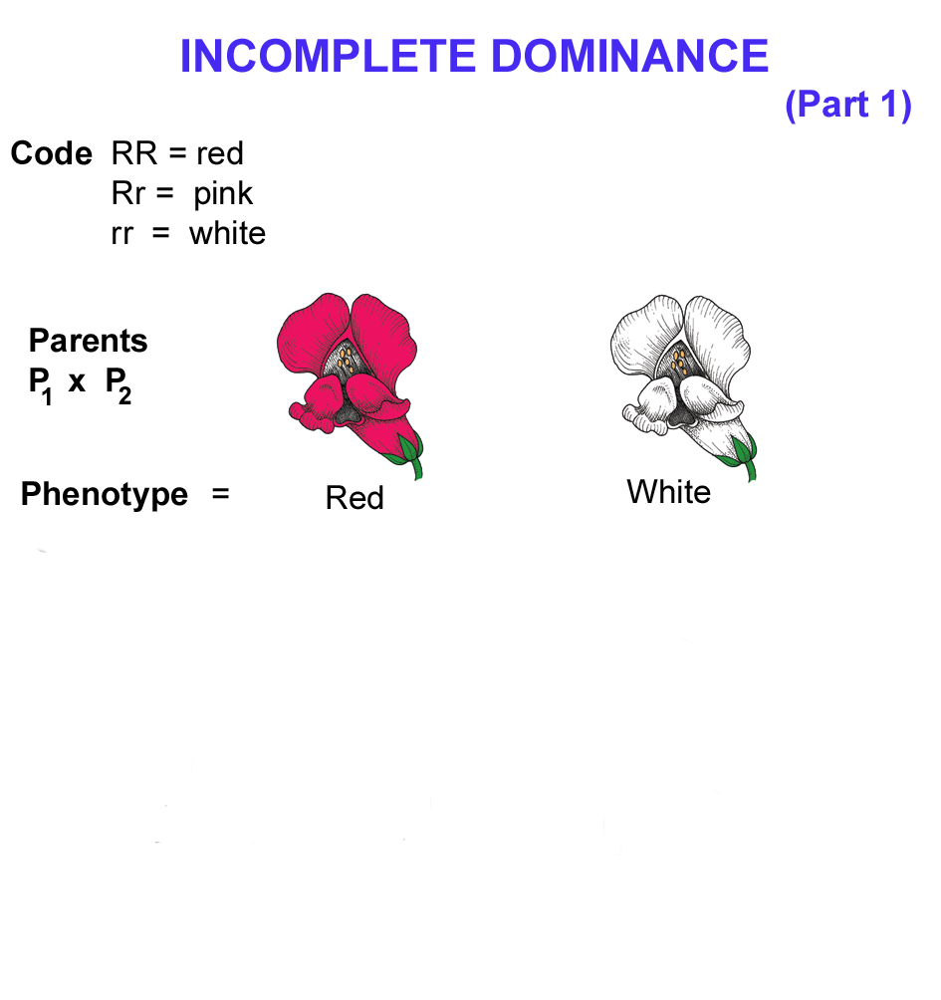 INCOMPLETE DOMINANCE
(Part 1)
Code RR = red
Rr = pink
rr = white
Parents
P1 x P2
Phenotype = Red White